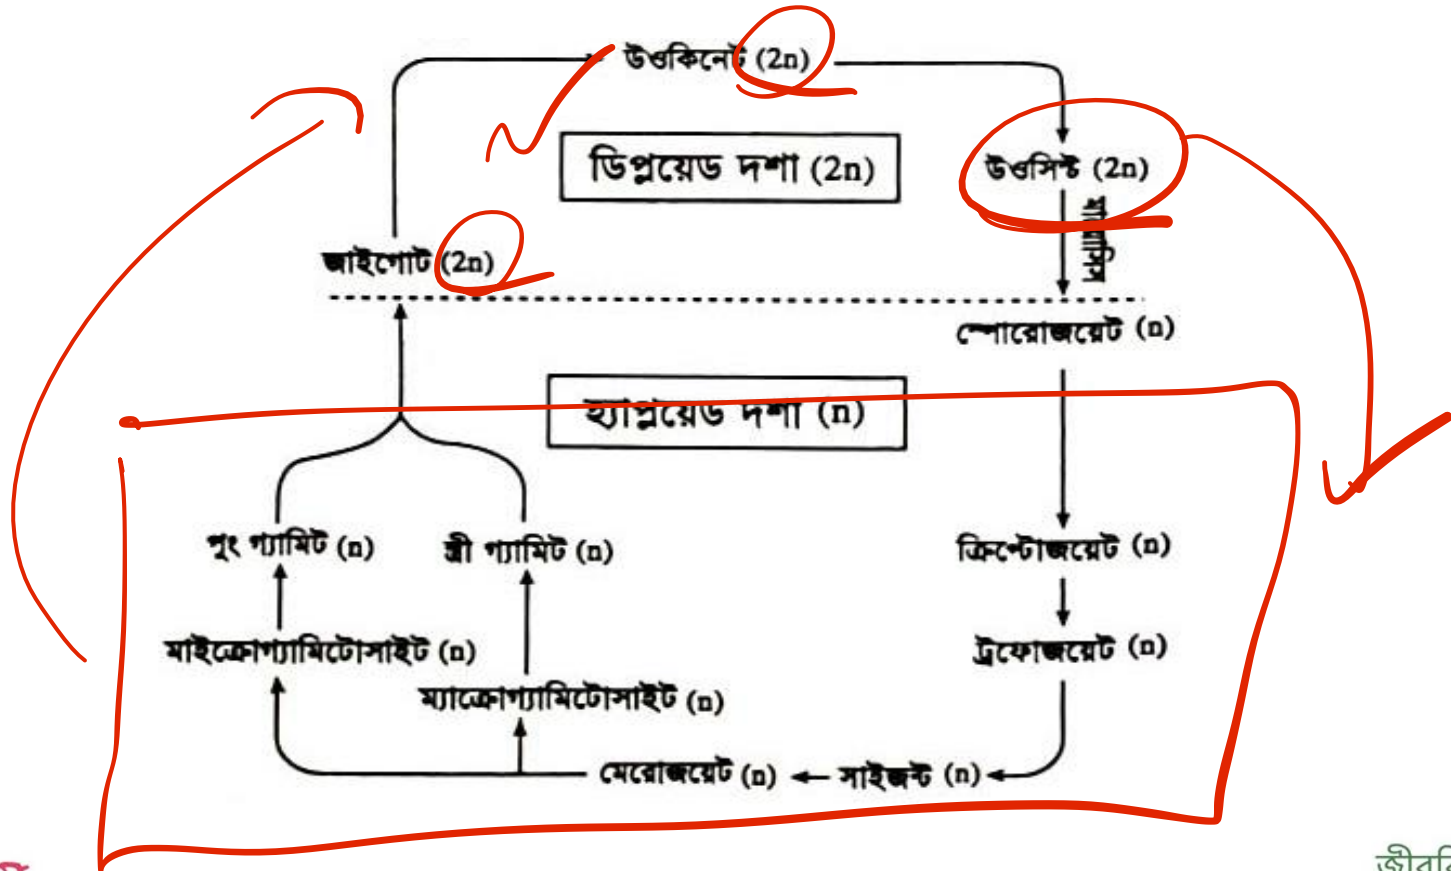 উওকিনেট (2n)
ডিপ্লয়েড দশা (2n)
উওসিস্ট (2n)
মায়োসিস
জাইগোট (2n)
স্পোরোজয়েট (n)
হ্যাপ্লয়েড দশা (n)
পুং গ্যামিট (n)
স্ত্রী গ্যামিট (n)
ক্রিপ্টোজয়েট (n)
মাইক্রোগ্যামিটোসাইট (n)
ট্রফোজয়েট (n)
ম্যাক্রোগ্যামিটোসাইট (n)
মেরোজয়েট (n) ← সাইজন্ট (n)